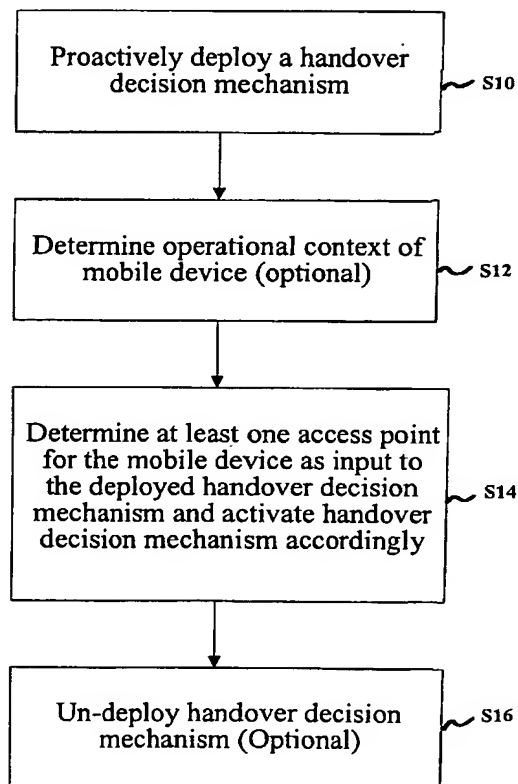 Proactively deploy a handover
decision mechanism
S10
Determine operational context of
mobile device (optional)
S12
Determine at least one access point
for the mobile device as input to
the deployed handover decision
mechanism and activate handover
decision mechanism accordingly
S14
Un-deploy handover decision
mechanism (Optional)
S16